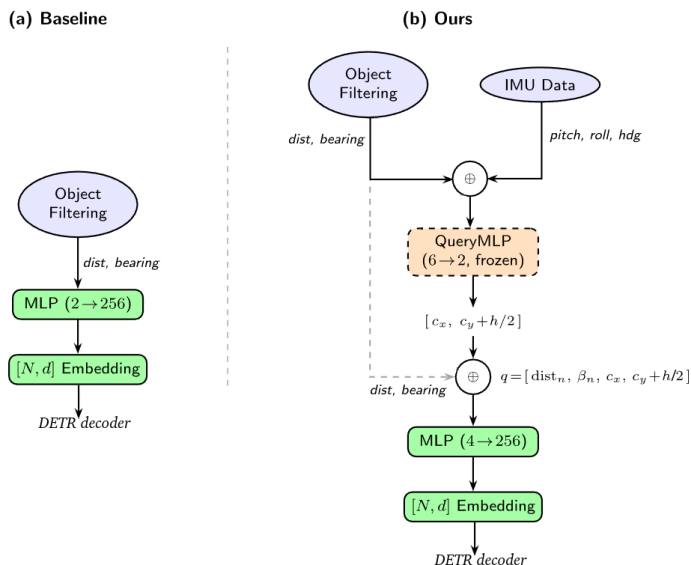 (a) Baseline
Object
Filtering
dist, bearing
MLP (2→256)
[N, d] Embedding
DETR decoder
(b) Ours
Object
Filtering
IMU Data
dist, bearing
pitch, roll, hdg
⊕
QueryMLP
(6→2, frozen)
[c_x, c_y+h/2]
⊕
q=[dist_n, β_n, c_x, c_y+h/2]
dist, bearing
MLP (4→256)
[N, d] Embedding
DETR decoder